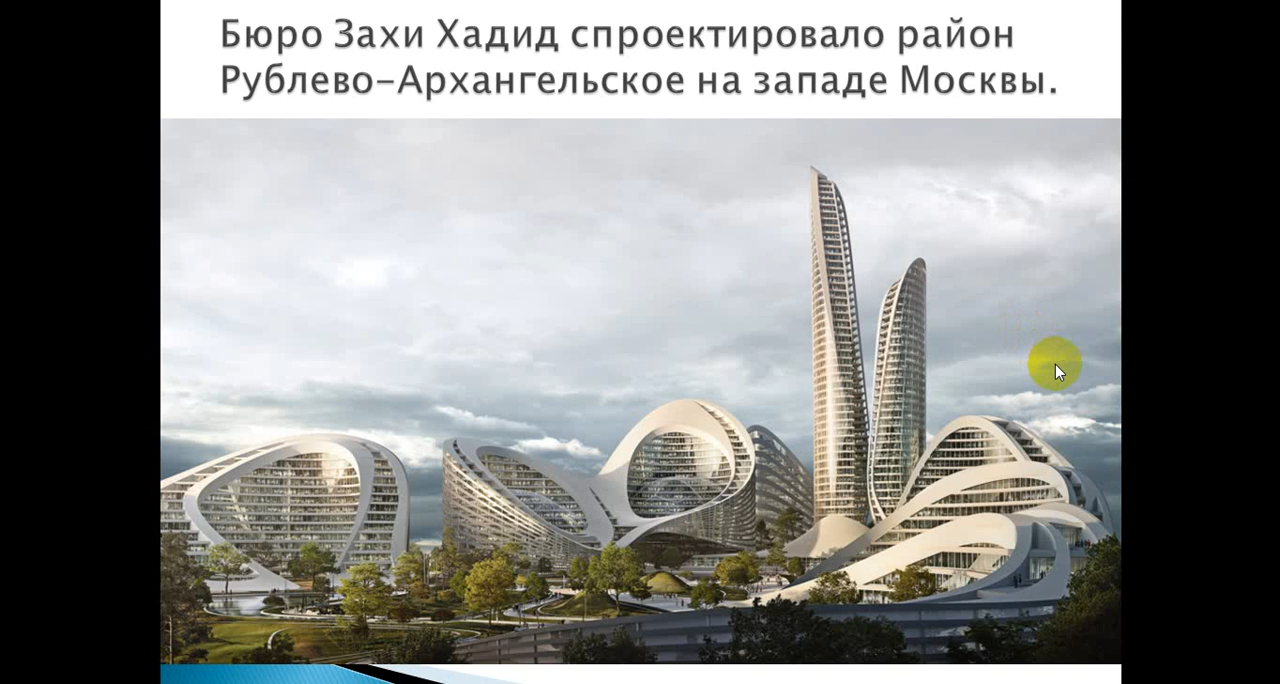 Бюро Захи Хадид спроектировало район
Рублево-Архангельское на западе Москвы.